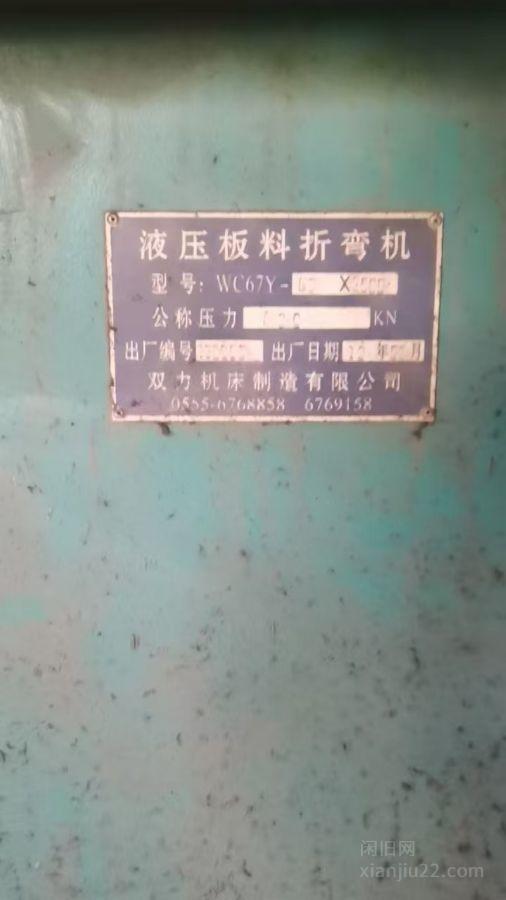 液压板料折弯机
型号: WC67Y- X
公称压力 KN
出厂编号 出厂日期 年 月
双力机床制造有限公司
0555-6768858 6769158
闲旧网
xianjiu22.com